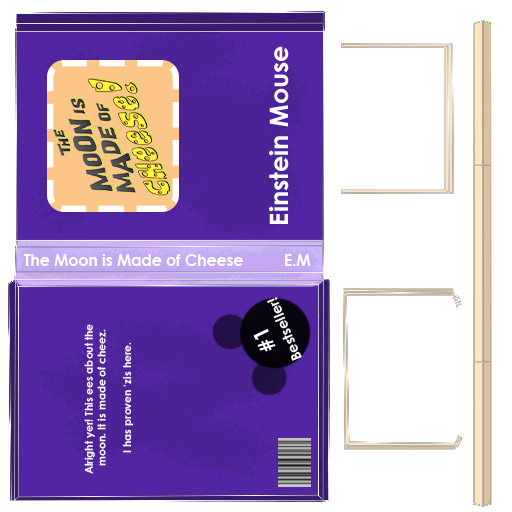 THE
MOON IS
MADE OF
CHEESE!
Einstein Mouse
The Moon is Made of Cheese E.M
#1
Bestseller!
Alright yer! This ees about the
moon. It is made of cheez.
I has proven 'zis here.